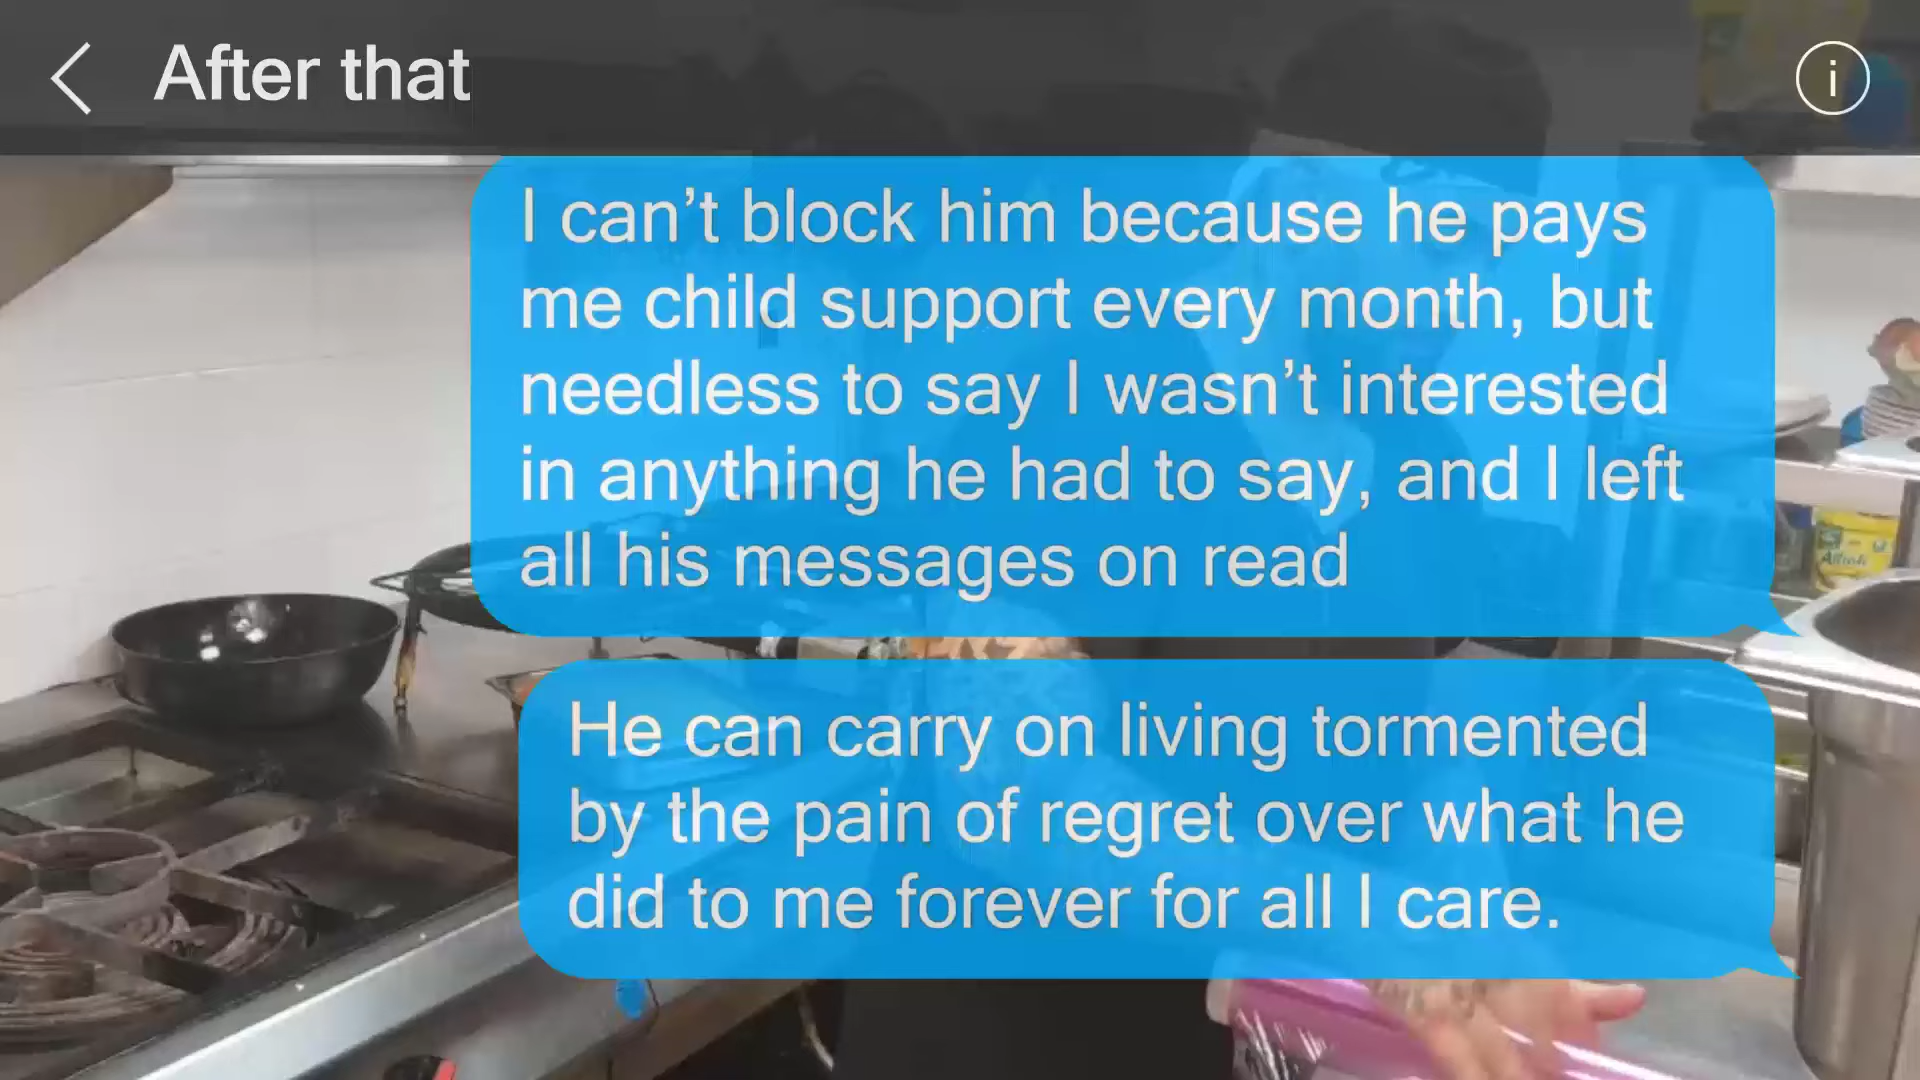 After that
i
I can’t block him because he pays
me child support every month, but
needless to say I wasn’t interested
in anything he had to say, and I left
all his messages on read
He can carry on living tormented
by the pain of regret over what he
did to me forever for all I care.